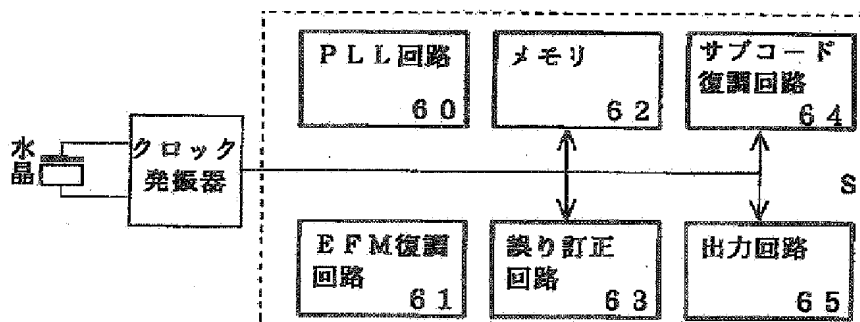 PLL回路
60
メモリ
62
サブコード
復調回路
64
水晶
クロック
発振器
S
EFM復調
回路
61
誤り訂正
回路
63
出力回路
65